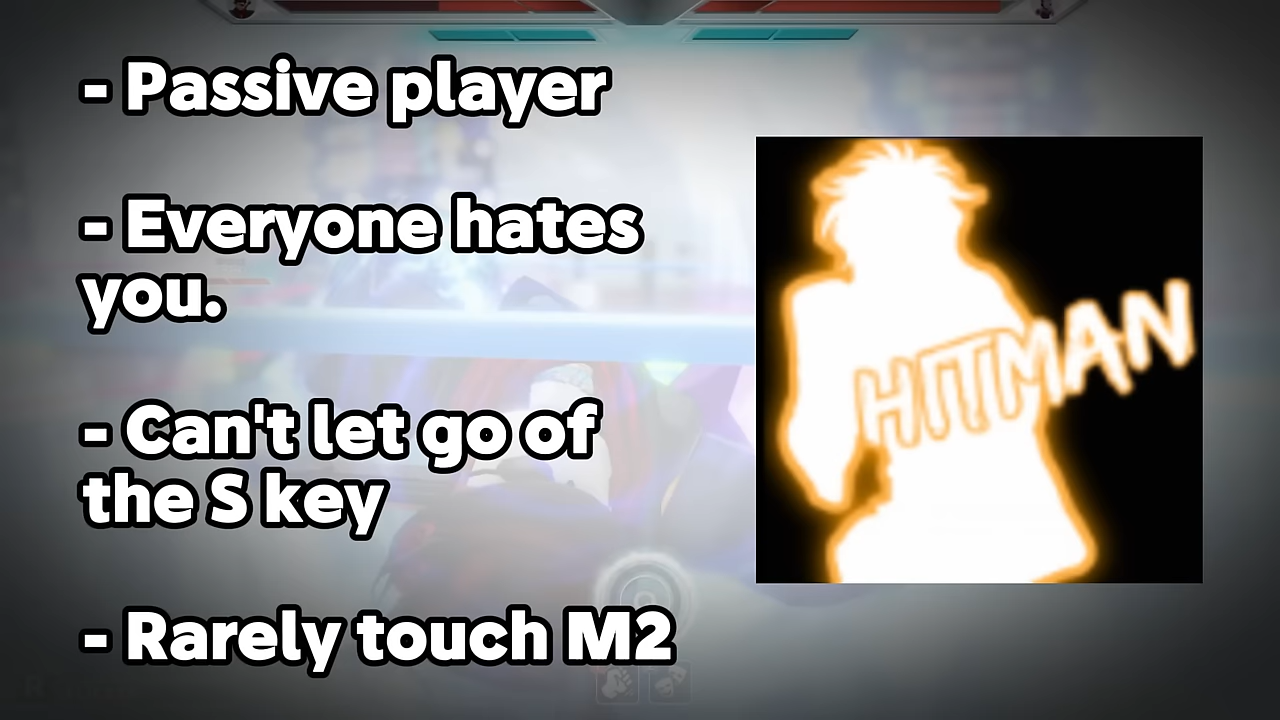 - Passive player
- Everyone hates
you.
- Can't let go of
the S key
- Rarely touch M2
HITMAN